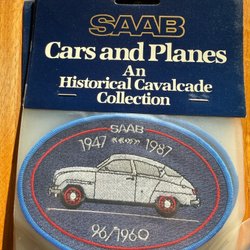 SAAB
Cars and Planes
An
Historical Cavalcade
Collection
SAAB
1947 1987
96/1960